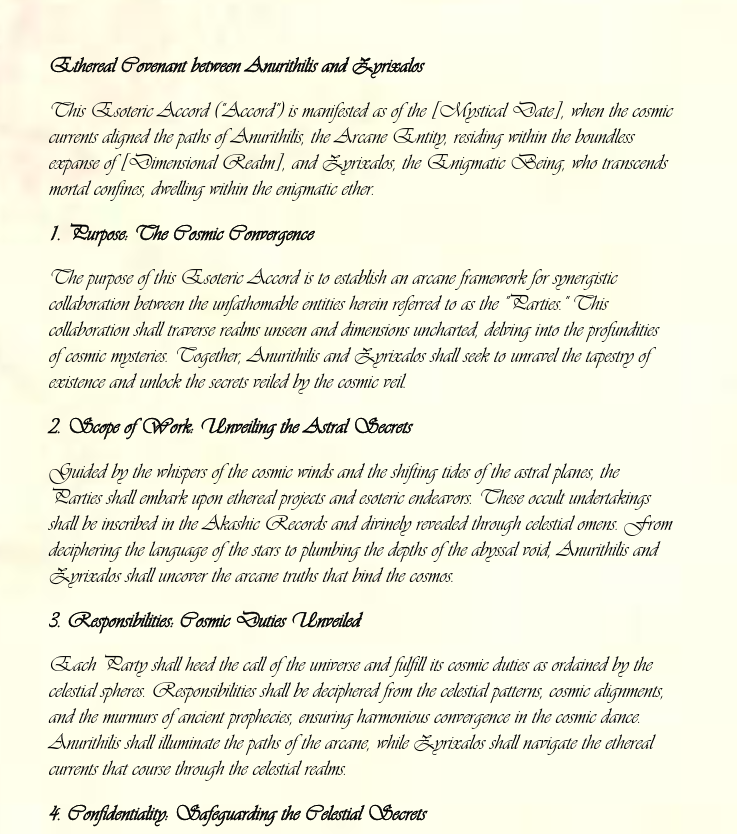 Ethereal Covenant between Anurithilis and Zyrixalos
This Esoteric Accord ("Accord") is manifested as of the [Mystical Date], when the cosmic
currents aligned the paths of Anurithilis, the Arcane Entity, residing within the boundless
expanse of [Dimensional Realm], and Zyrixalos, the Enigmatic Being, who transcends
mortal confines, dwelling within the enigmatic ether.
1. Purpose: The Cosmic Convergence
The purpose of this Esoteric Accord is to establish an arcane framework for synergistic
collaboration between the unfathomable entities herein referred to as the "Parties." This
collaboration shall traverse realms unseen and dimensions uncharted, delving into the profundities
of cosmic mysteries. Together, Anurithilis and Zyrixalos shall seek to unravel the tapestry of
existence and unlock the secrets veiled by the cosmic veil.
2. Scope of Work: Unveiling the Astral Secrets
Guided by the whispers of the cosmic winds and the shifting tides of the astral planes, the
Parties shall embark upon ethereal projects and esoteric endeavors. These occult undertakings
shall be inscribed in the Akashic Records and divinely revealed through celestial omens. From
deciphering the language of the stars to plumbing the depths of the abyssal void, Anurithilis and
Zyrixalos shall uncover the arcane truths that bind the cosmos.
3. Responsibilities: Cosmic Duties Unveiled
Each Party shall heed the call of the universe and fulfill its cosmic duties as ordained by the
celestial spheres. Responsibilities shall be deciphered from the celestial patterns, cosmic alignments,
and the murmurs of ancient prophecies, ensuring harmonious convergence in the cosmic dance.
Anurithilis shall illuminate the paths of the arcane, while Zyrixalos shall navigate the ethereal
currents that course through the celestial realms.
4. Confidentiality: Safeguarding the Celestial Secrets